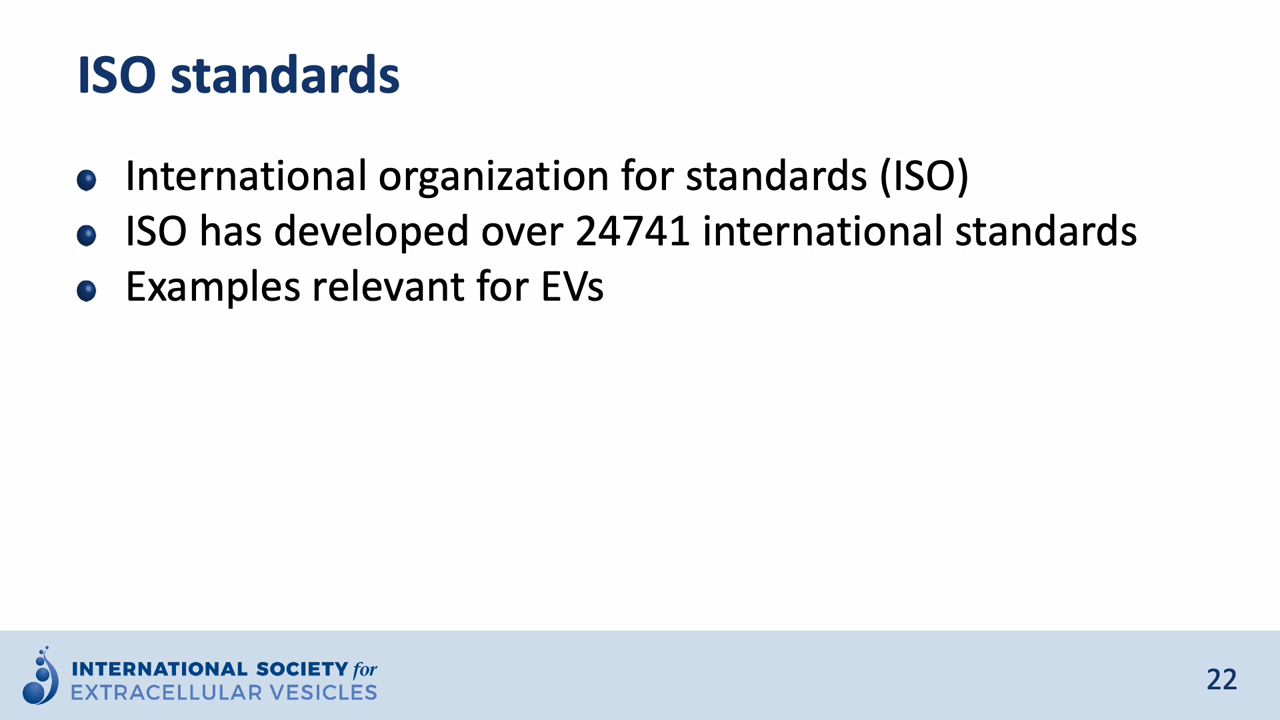 ISO standards
International organization for standards (ISO)
ISO has developed over 24741 international standards
Examples relevant for EVs
INTERNATIONAL SOCIETY for
EXTRACELLULAR VESICLES
22